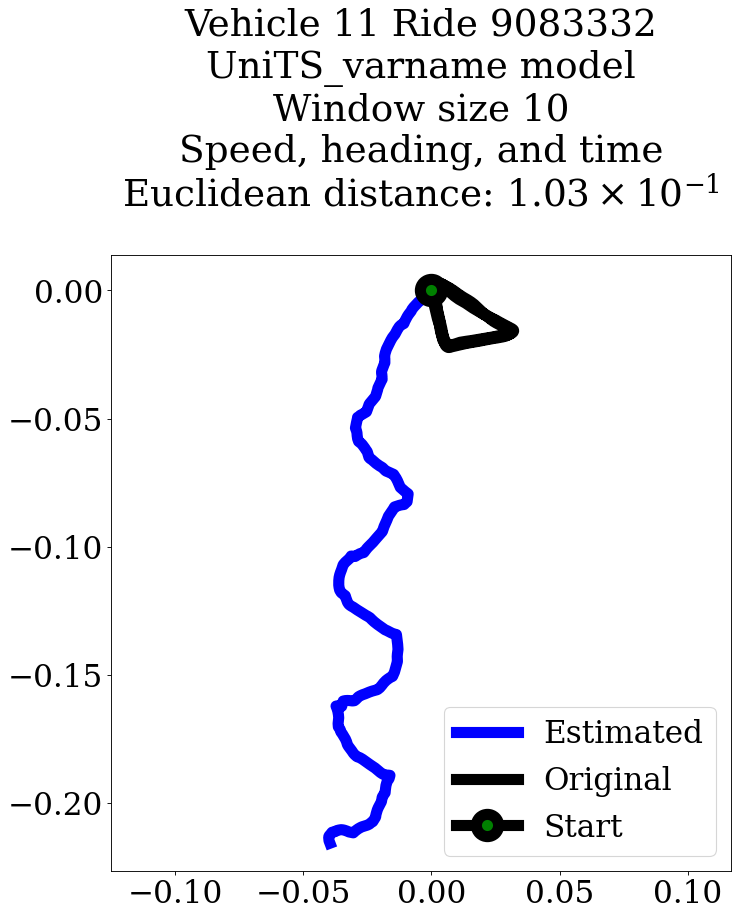 Vehicle 11 Ride 9083332
UniTS_varname model
Window size 10
Speed, heading, and time
Euclidean distance: 1.03 × 10⁻¹
0.00
−0.05
−0.10
−0.15
−0.20
Estimated
Original
Start
−0.10 −0.05 0.00 0.05 0.10